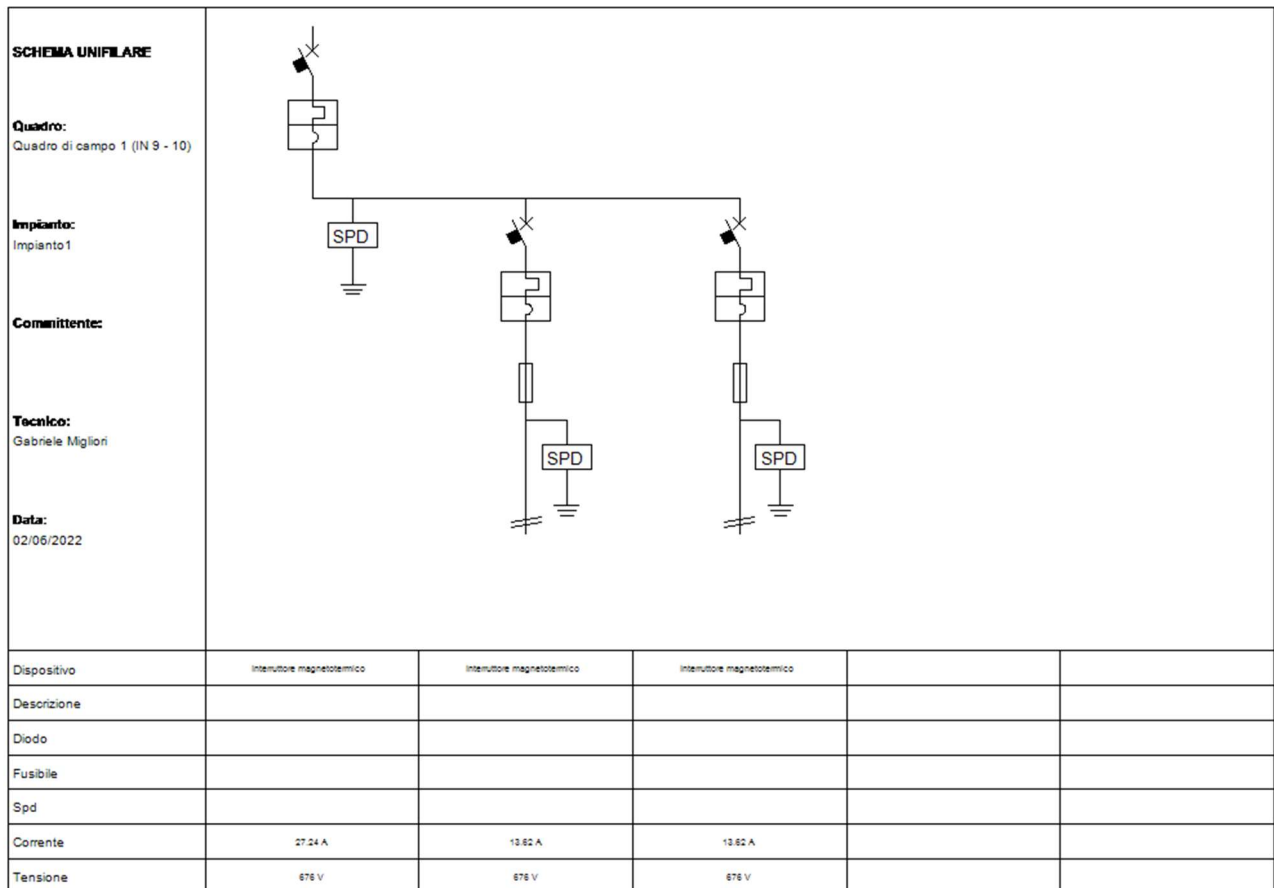 SCHEMA UNIFILARE
Quadro:
Quadro di campo 1 (IN 9 - 10)
Impianto:
Impianto1
Committente:
Tecnico:
Gabriele Migliori
Data:
02/06/2022
SPD
SPD SPD
Dispositivo Interruttore magnetotermico Interruttore magnetotermico Interruttore magnetotermico
Descrizione
Diodo
Fusibile
Spd
Corrente 27.24 A 13.62 A 13.62 A
Tensione 676 V 676 V 676 V